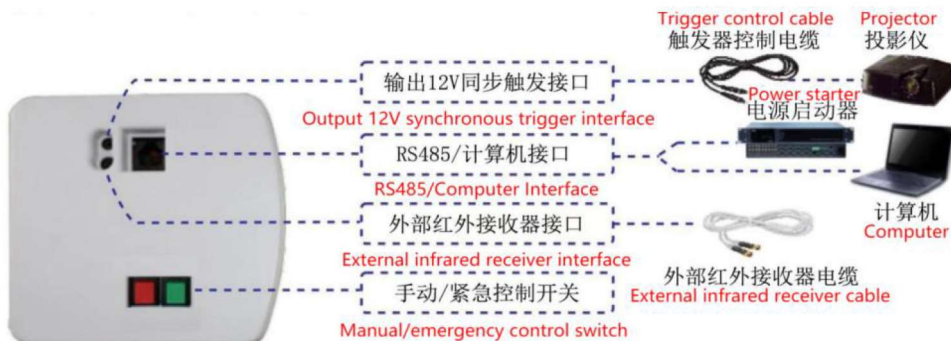 Trigger control cable
触发器控制电缆
Projector
投影仪
输出12V同步触发接口
Output 12V synchronous trigger interface
Power starter
电源启动器
RS485/计算机接口
RS485/Computer Interface
计算机
Computer
外部红外接收器接口
External infrared receiver interface
外部红外接收器电缆
External infrared receiver cable
手动/紧急控制开关
Manual/emergency control switch